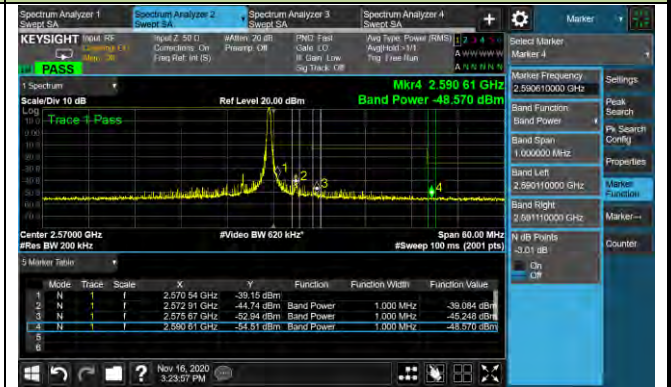 Spectrum Analyzer 1
Swept SA
Spectrum Analyzer 2
Swept SA
Spectrum Analyzer 3
Swept SA
Spectrum Analyzer 4
Swept SA
+
Marker
KEYSIGHT
Input: RF
Input Z: 50 Ω
Corrections: On
Freq Ref: Int (S)
#Atten: 20 dB
Preamp: Off
PNO: Fast
Gate: LO
IF Gain: Low
Sig Track: Off
Avg Type: Power (RMS)
Avg|Hold:>1/1
Trig: Free Run
1 2 3 4 5 6
A W W W W W
A N N N N N
PASS
Select Marker
Marker 4
1 Spectrum
Scale/Div 10 dB
Ref Level 20.00 dBm
Mkr4 2.590 61 GHz
Band Power -48.570 dBm
Log
Trace 1 Pass
1
2
3
4
Center 2.57000 GHz
#Video BW 620 kHz*
Span 60.00 MHz
#Res BW 200 kHz
#Sweep 100 ms (2001 pts)
Marker Frequency
2.590610000 GHz
Band Function
Band Power
Band Span
1.000000 MHz
Band Left
2.590110000 GHz
Band Right
2.591110000 GHz
N dB Points
-3.01 dB
On
Off
Settings
Peak
Search
Pk Search
Config
Properties
Marker
Function
Marker→
Counter
5 Marker Table
Mode Trace Scale X Y Function Function Width Function Value
1 N 1 f 2.570 54 GHz -39.15 dBm
2 N 1 f 2.572 91 GHz -44.74 dBm Band Power 1.000 MHz -39.084 dBm
3 N 1 f 2.575 67 GHz -52.94 dBm Band Power 1.000 MHz -45.248 dBm
4 N 1 f 2.590 61 GHz -54.51 dBm Band Power 1.000 MHz -48.570 dBm
5
6
?
Nov 16, 2020
3:23:57 PM